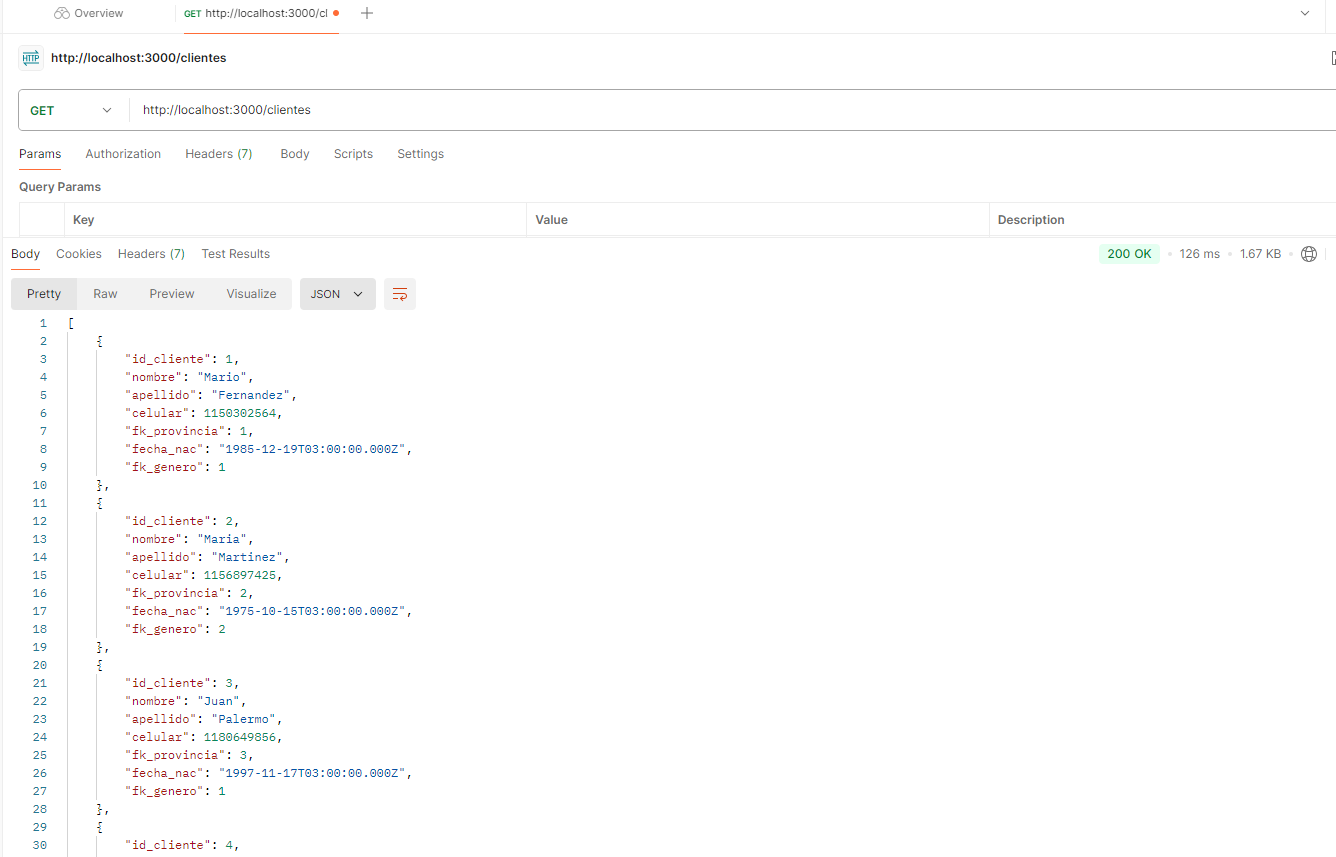 Overview
GET http://localhost:3000/cl
HTTP http://localhost:3000/clientes
GET http://localhost:3000/clientes
Params Authorization Headers (7) Body Scripts Settings
Query Params
Key Value Description
Body Cookies Headers (7) Test Results 200 OK 126 ms 1.67 KB
Pretty Raw Preview Visualize JSON
1 [
2 {
3 "id_cliente": 1,
4 "nombre": "Mario",
5 "apellido": "Fernandez",
6 "celular": 1150302564,
7 "fk_provincia": 1,
8 "fecha_nac": "1985-12-19T03:00:00.000Z",
9 "fk_genero": 1
10 },
11 {
12 "id_cliente": 2,
13 "nombre": "Maria",
14 "apellido": "Martinez",
15 "celular": 1156897425,
16 "fk_provincia": 2,
17 "fecha_nac": "1975-10-15T03:00:00.000Z",
18 "fk_genero": 2
19 },
20 {
21 "id_cliente": 3,
22 "nombre": "Juan",
23 "apellido": "Palermo",
24 "celular": 1180649856,
25 "fk_provincia": 3,
26 "fecha_nac": "1997-11-17T03:00:00.000Z",
27 "fk_genero": 1
28 },
29 {
30 "id_cliente": 4,